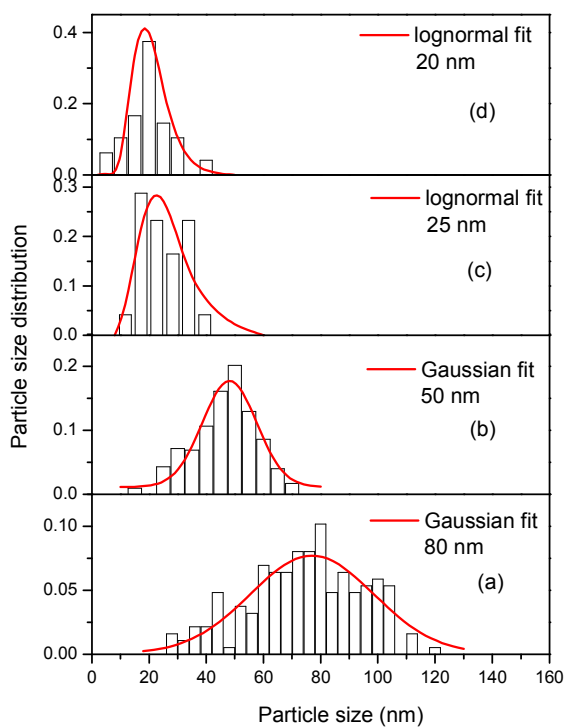 0.4
lognormal fit
20 nm
0.2
(d)
0.0
0.3
lognormal fit
25 nm
0.2
(c)
0.1
0.0
Particle size distribution
0.2
Gaussian fit
50 nm
0.1
(b)
0.0
0.10
Gaussian fit
80 nm
0.05
(a)
0.00
0 20 40 60 80 100 120 140 160
Particle size (nm)